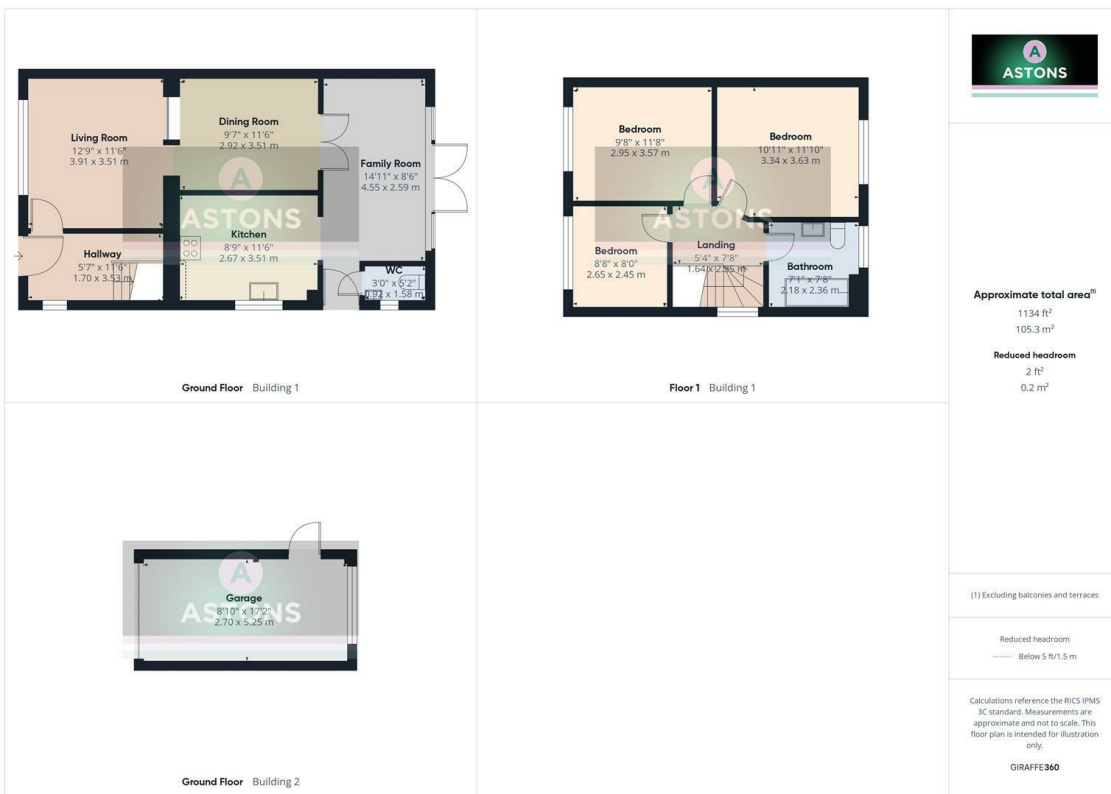 Living Room
12'9" x 11'6"
3.91 x 3.51 m
Dining Room
9'7" x 11'6"
2.92 x 3.51 m
Family Room
14'11" x 8'6"
4.55 x 2.59 m
Kitchen
8'9" x 11'6"
2.67 x 3.51 m
Hallway
5'7" x 11'6"
1.70 x 3.53 m
WC
3'0" x 5'2"
0.92 x 1.58 m
A
ASTONS
Ground Floor Building 1
Bedroom
9'8" x 11'8"
2.95 x 3.57 m
Bedroom
10'11" x 11'10"
3.34 x 3.63 m
Bedroom
8'8" x 8'0"
2.65 x 2.45 m
Landing
5'4" x 7'8"
Bathroom
7'1" x 7'8"
2.18 x 2.36 m
A
ASTONS
Floor 1 Building 1
Garage
8'10" x 17'2"
2.70 x 5.25 m
A
ASTONS
Ground Floor Building 2
A
ASTONS
Approximate total area(1)
1134 ft²
105.3 m²
Reduced headroom
2 ft²
0.2 m²
(1) Excluding balconies and terraces
Reduced headroom
Below 5 ft/1.5 m
Calculations reference the RICS IPMS
3C standard. Measurements are
approximate and not to scale. This
floor plan is intended for illustration
only.
GIRAFFE360